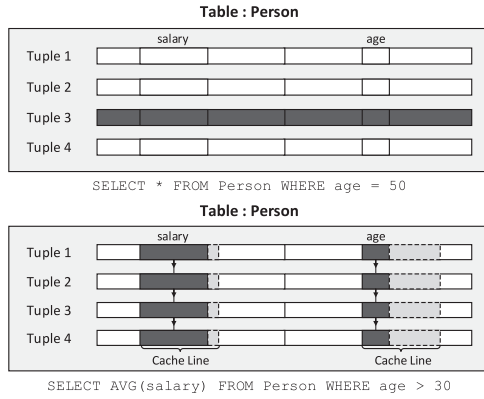 Table : Person
salary age
Tuple 1
Tuple 2
Tuple 3
Tuple 4
SELECT * FROM Person WHERE age = 50
Table : Person
salary age
Tuple 1
Tuple 2
Tuple 3
Tuple 4
Cache Line Cache Line
SELECT AVG(salary) FROM Person WHERE age > 30